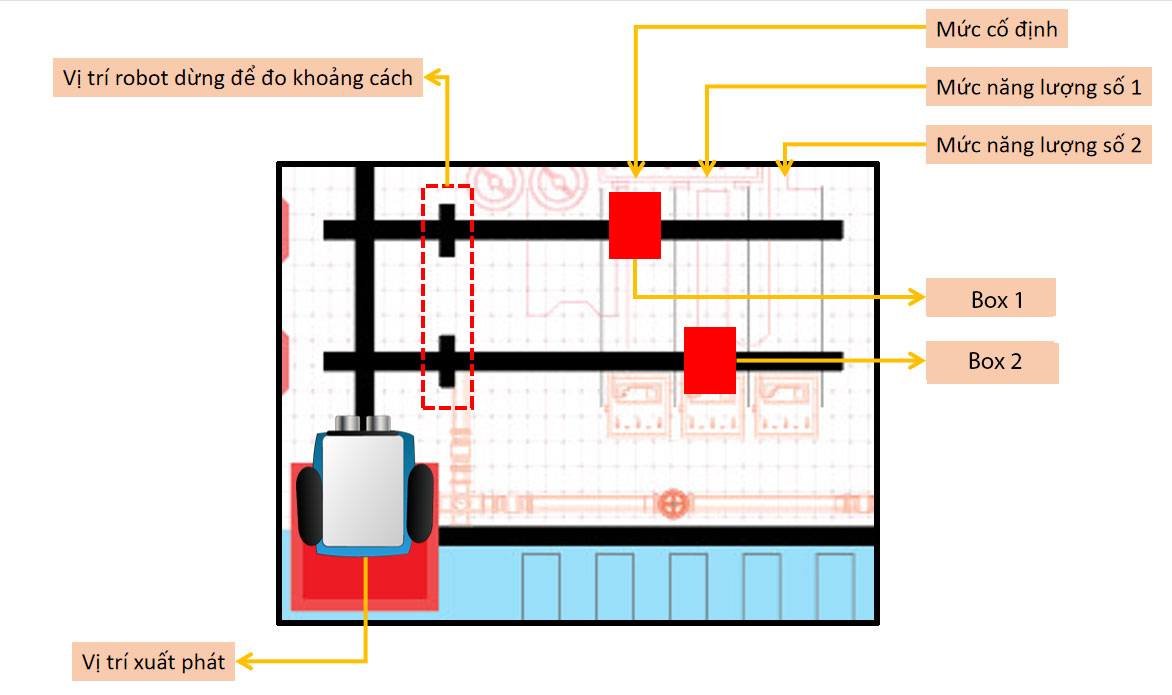 Mức cố định
Vị trí robot dừng để đo khoảng cách
Mức năng lượng số 1
Mức năng lượng số 2
Box 1
Box 2
Vị trí xuất phát